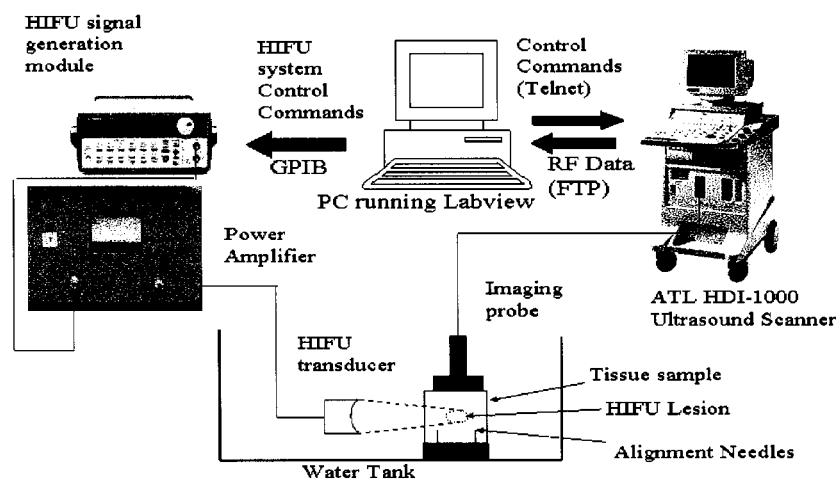 HIFU signal
generation
module
HIFU
system
Control
Commands
GPIB
Control
Commands
(Telnet)
RF Data
(FTP)
PC running Labview
Power
Amplifier
Imaging
probe
ATL HDI-1000
Ultrasound Scanner
HIFU
transducer
Tissue sample
HIFU Lesion
Alignment Needles
Water Tank